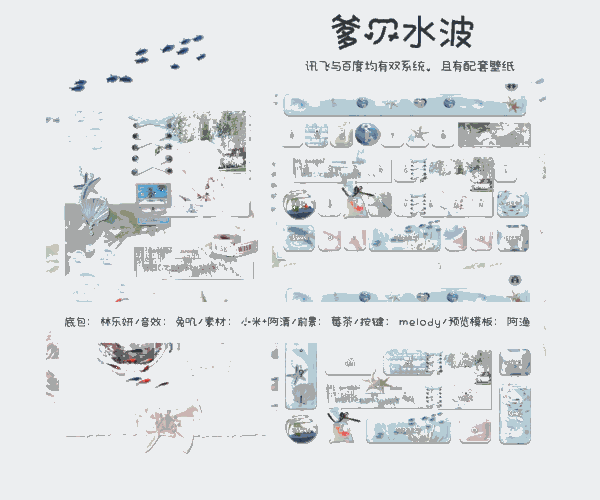 爹贝水波
讯飞与百度均有双系统。且有配套壁纸
底包：林乐妍/音效：兔叽/素材：小米+阿清/前景：莓茶/按键：melody/预览模板：阿渔